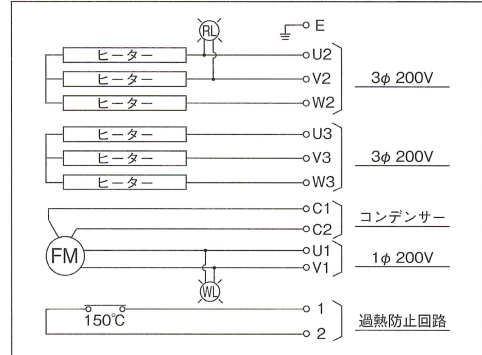 RL
E
ヒーター U2
ヒーター V2 3φ 200V
ヒーター W2
ヒーター U3
ヒーター V3 3φ 200V
ヒーター W3
C1
C2 コンデンサー
FM U1
V1 1φ 200V
WL
150℃ 1
2 過熱防止回路